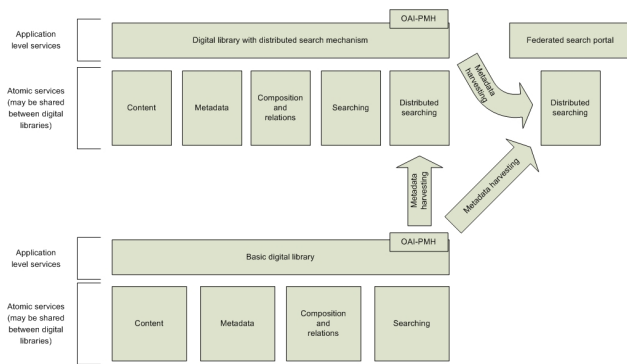 OAI-PMH
Application
level services
Digital library with distributed search mechanism
Federated search portal
Metadata
harvesting
Atomic services
(may be shared
between digital
libraries)
Content
Metadata
Composition
and
relations
Searching
Distributed
searching
Distributed
searching
Metadata
harvesting
Metadata harvesting
OAI-PMH
Application
level services
Basic digital library
Atomic services
(may be shared
between digital
libraries)
Content
Metadata
Composition
and
relations
Searching